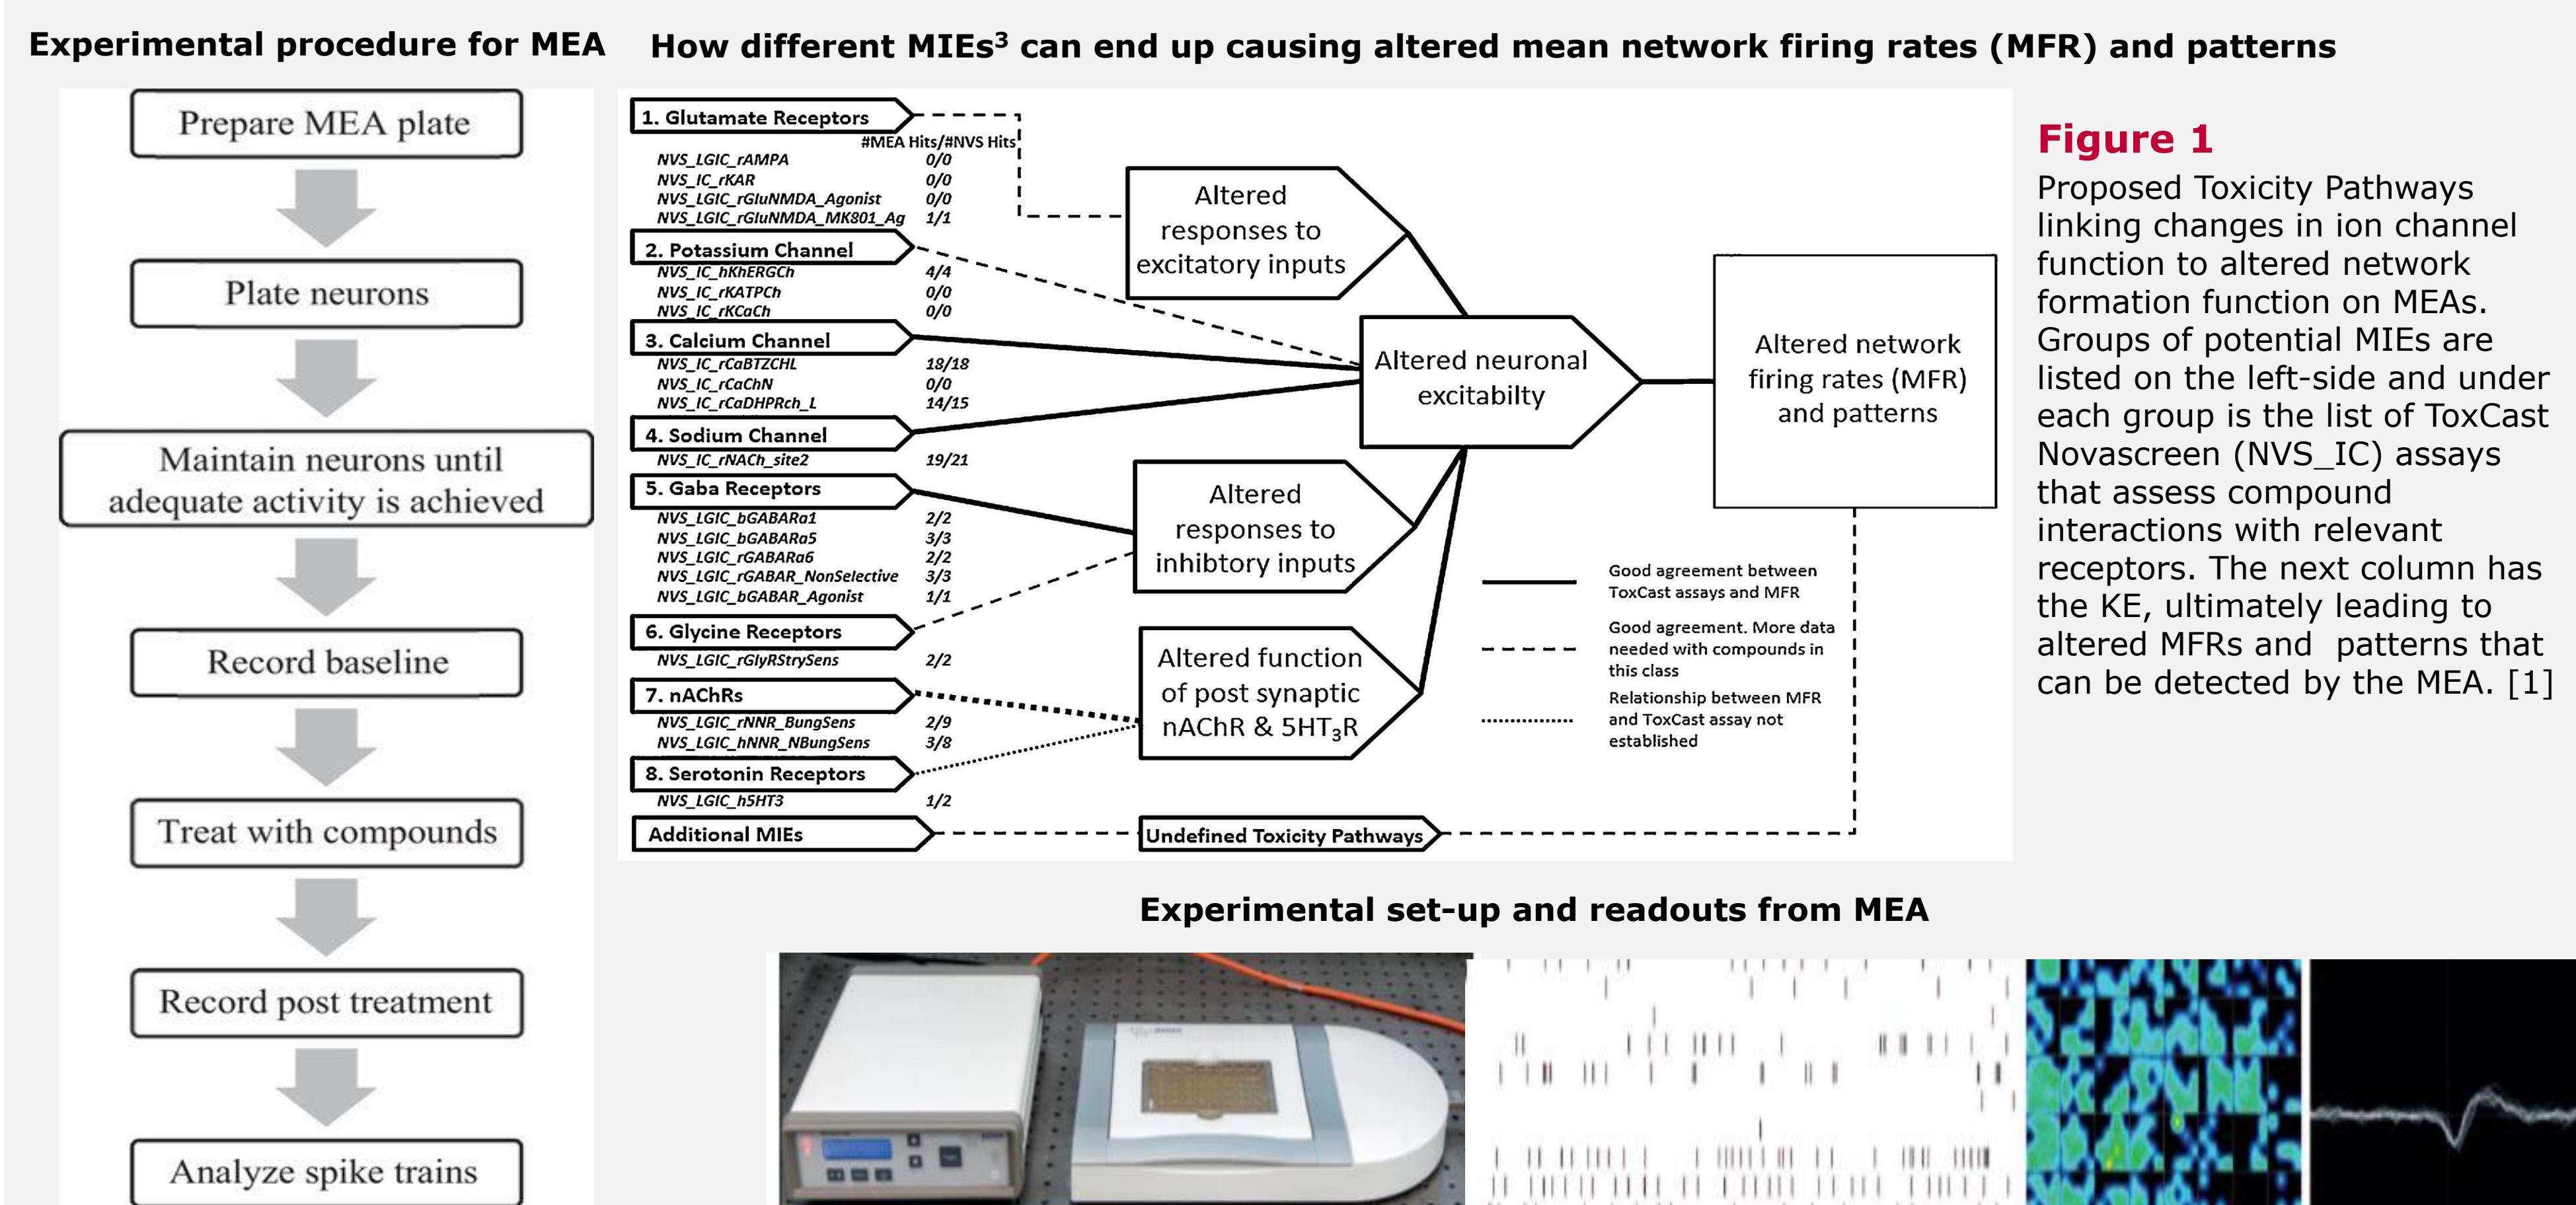 Experimental procedure for MEA
Prepare MEA plate
Plate neurons
Maintain neurons until
adequate activity is achieved
Record baseline
Treat with compounds
Record post treatment
Analyze spike trains
How different MIEs³ can end up causing altered mean network firing rates (MFR) and patterns
1. Glutamate Receptors
#MEA Hits/#NVS Hits
NVS_LGIC_rAMPA 0/0
NVS_IC_rKAR 0/0
NVS_LGIC_rGluNMDA_Agonist 0/0
NVS_LGIC_rGluNMDA_MK801_Ag 1/1
2. Potassium Channel
NVS_IC_hKhERGCh 4/4
NVS_IC_rKATPCh 0/0
NVS_IC_rKCaCh 0/0
3. Calcium Channel
NVS_IC_rCaBTZCHL 18/18
NVS_IC_rCaChN 0/0
NVS_IC_rCaDHPRch_L 14/15
4. Sodium Channel
NVS_IC_rNACh_site2 19/21
5. Gaba Receptors
NVS_LGIC_bGABARa1 2/2
NVS_LGIC_bGABARa5 3/3
NVS_LGIC_rGABARa6 2/2
NVS_LGIC_rGABAR_NonSelective 3/3
NVS_LGIC_bGABAR_Agonist 1/1
6. Glycine Receptors
NVS_LGIC_rGlyRStrySens 2/2
7. nAChRs
NVS_LGIC_rNNR_BungSens 2/9
NVS_LGIC_hNNR_NBungSens 3/8
8. Serotonin Receptors
NVS_LGIC_h5HT3 1/2
Additional MIEs
Altered
responses to
excitatory inputs
Altered neuronal
excitabilty
Altered
responses to
inhibtory inputs
Altered function
of post synaptic
nAChR & 5HT₃R
Undefined Toxicity Pathways
Altered network
firing rates (MFR)
and patterns
Good agreement between
ToxCast assays and MFR
Good agreement. More data
needed with compounds in
this class
Relationship between MFR
and ToxCast assay not
established
Figure 1
Proposed Toxicity Pathways
linking changes in ion channel
function to altered network
formation function on MEAs.
Groups of potential MIEs are
listed on the left-side and under
each group is the list of ToxCast
Novascreen (NVS_IC) assays
that assess compound
interactions with relevant
receptors. The next column has
the KE, ultimately leading to
altered MFRs and patterns that
can be detected by the MEA. [1]
Experimental set-up and readouts from MEA